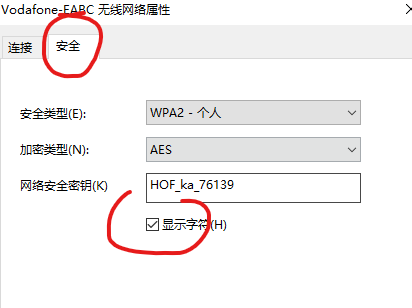 Vodafone-EABC 无线网络属性
连接 安全
安全类型(E): WPA2 - 个人
加密类型(N): AES
网络安全密钥(K) HOF_ka_76139
显示字符(H)